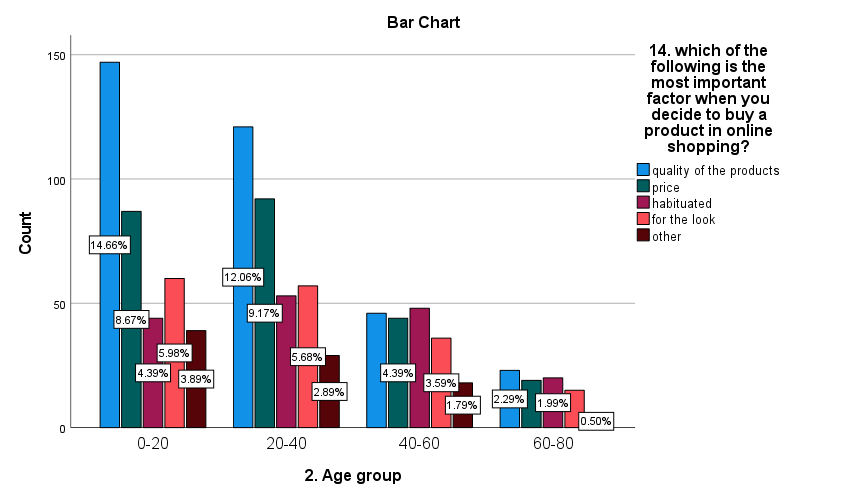 Bar Chart
14. which of the
following is the
most important
factor when you
decide to buy a
product in online
shopping?
quality of the products
price
habituated
for the look
other
Count
150
100
50
0
14.66%
8.67%
4.39%
5.98%
3.89%
12.06%
9.17%
5.68%
2.89%
4.39%
3.59%
1.79%
2.29%
1.99%
0.50%
0-20
20-40
40-60
60-80
2. Age group